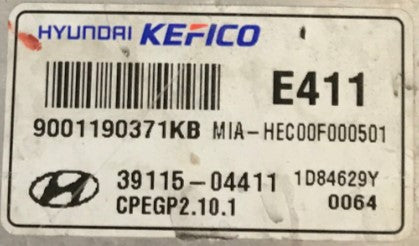 HYUNDAI KEFICO
E411
9001190371KB MIA-HEC00F000501
39115-04411 1D84629Y
CPEGP2.10.1 0064